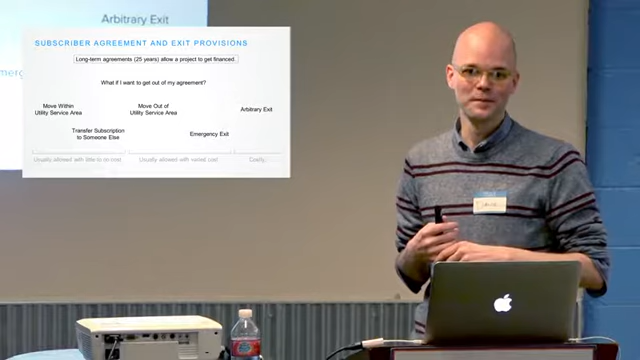 Arbitrary Exit
SUBSCRIBER AGREEMENT AND EXIT PROVISIONS
Long-term agreements (25 years) allow a project to get financed.
What if I want to get out of my agreement?
Move Within
Utility Service Area
Move Out of
Utility Service Area
Arbitrary Exit
Transfer Subscription
to Someone Else
Emergency Exit
Usually allowed with little to no cost
Usually allowed with varied cost
Costly